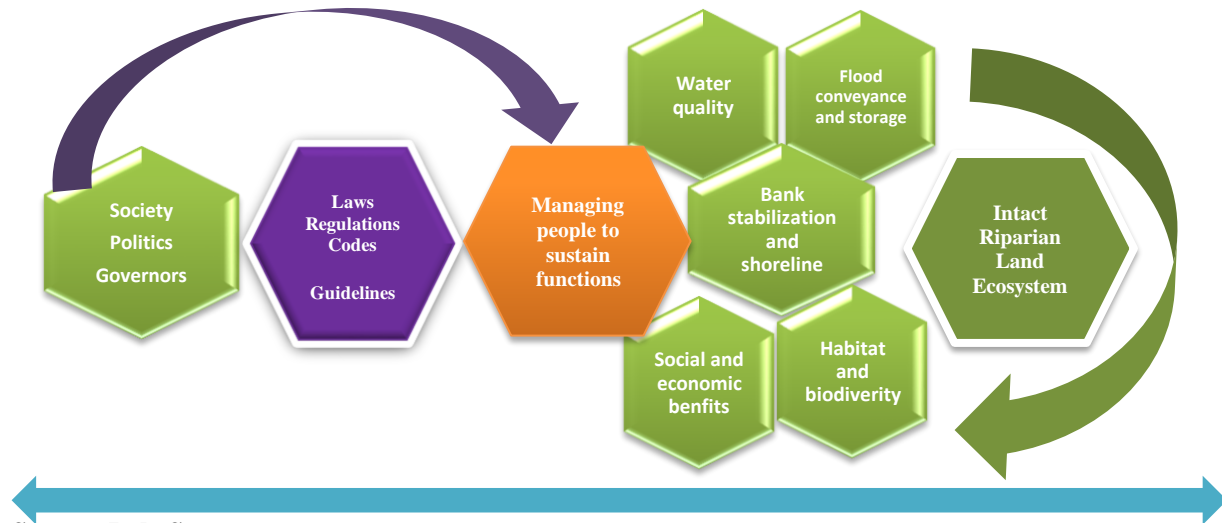 Society
Politics
Governors
Laws
Regulations
Codes
Guidelines
Managing
people to
sustain
functions
Water
quality
Flood
conveyance
and storage
Bank
stabilization
and
shoreline
Social and
economic
benfits
Habitat
and
biodiverity
Intact
Riparian
Land
Ecosystem